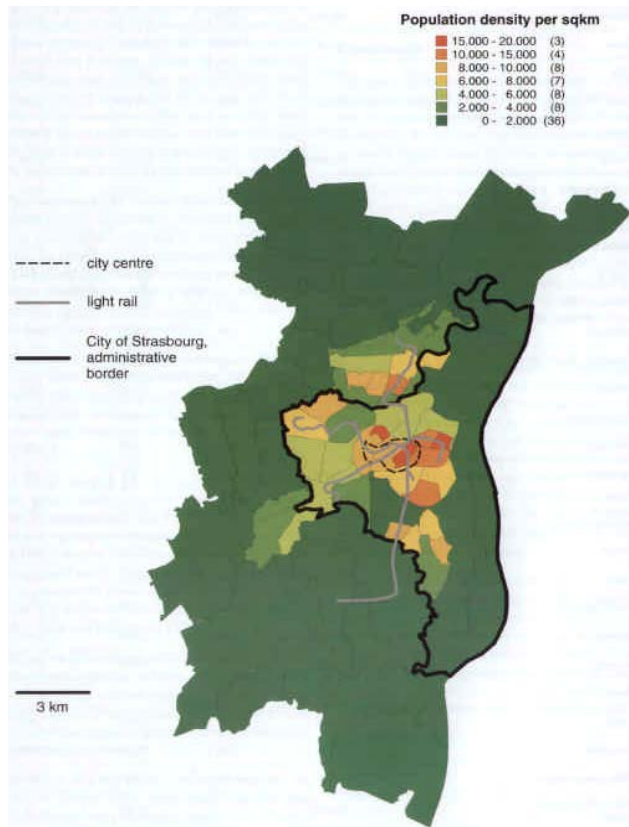 Population density per sqkm
15.000 - 20.000 (3)
10.000 - 15.000 (4)
8.000 - 10.000 (8)
6.000 - 8.000 (7)
4.000 - 6.000 (8)
2.000 - 4.000 (8)
0 - 2.000 (36)
city centre
light rail
City of Strasbourg,
administrative
border
3 km